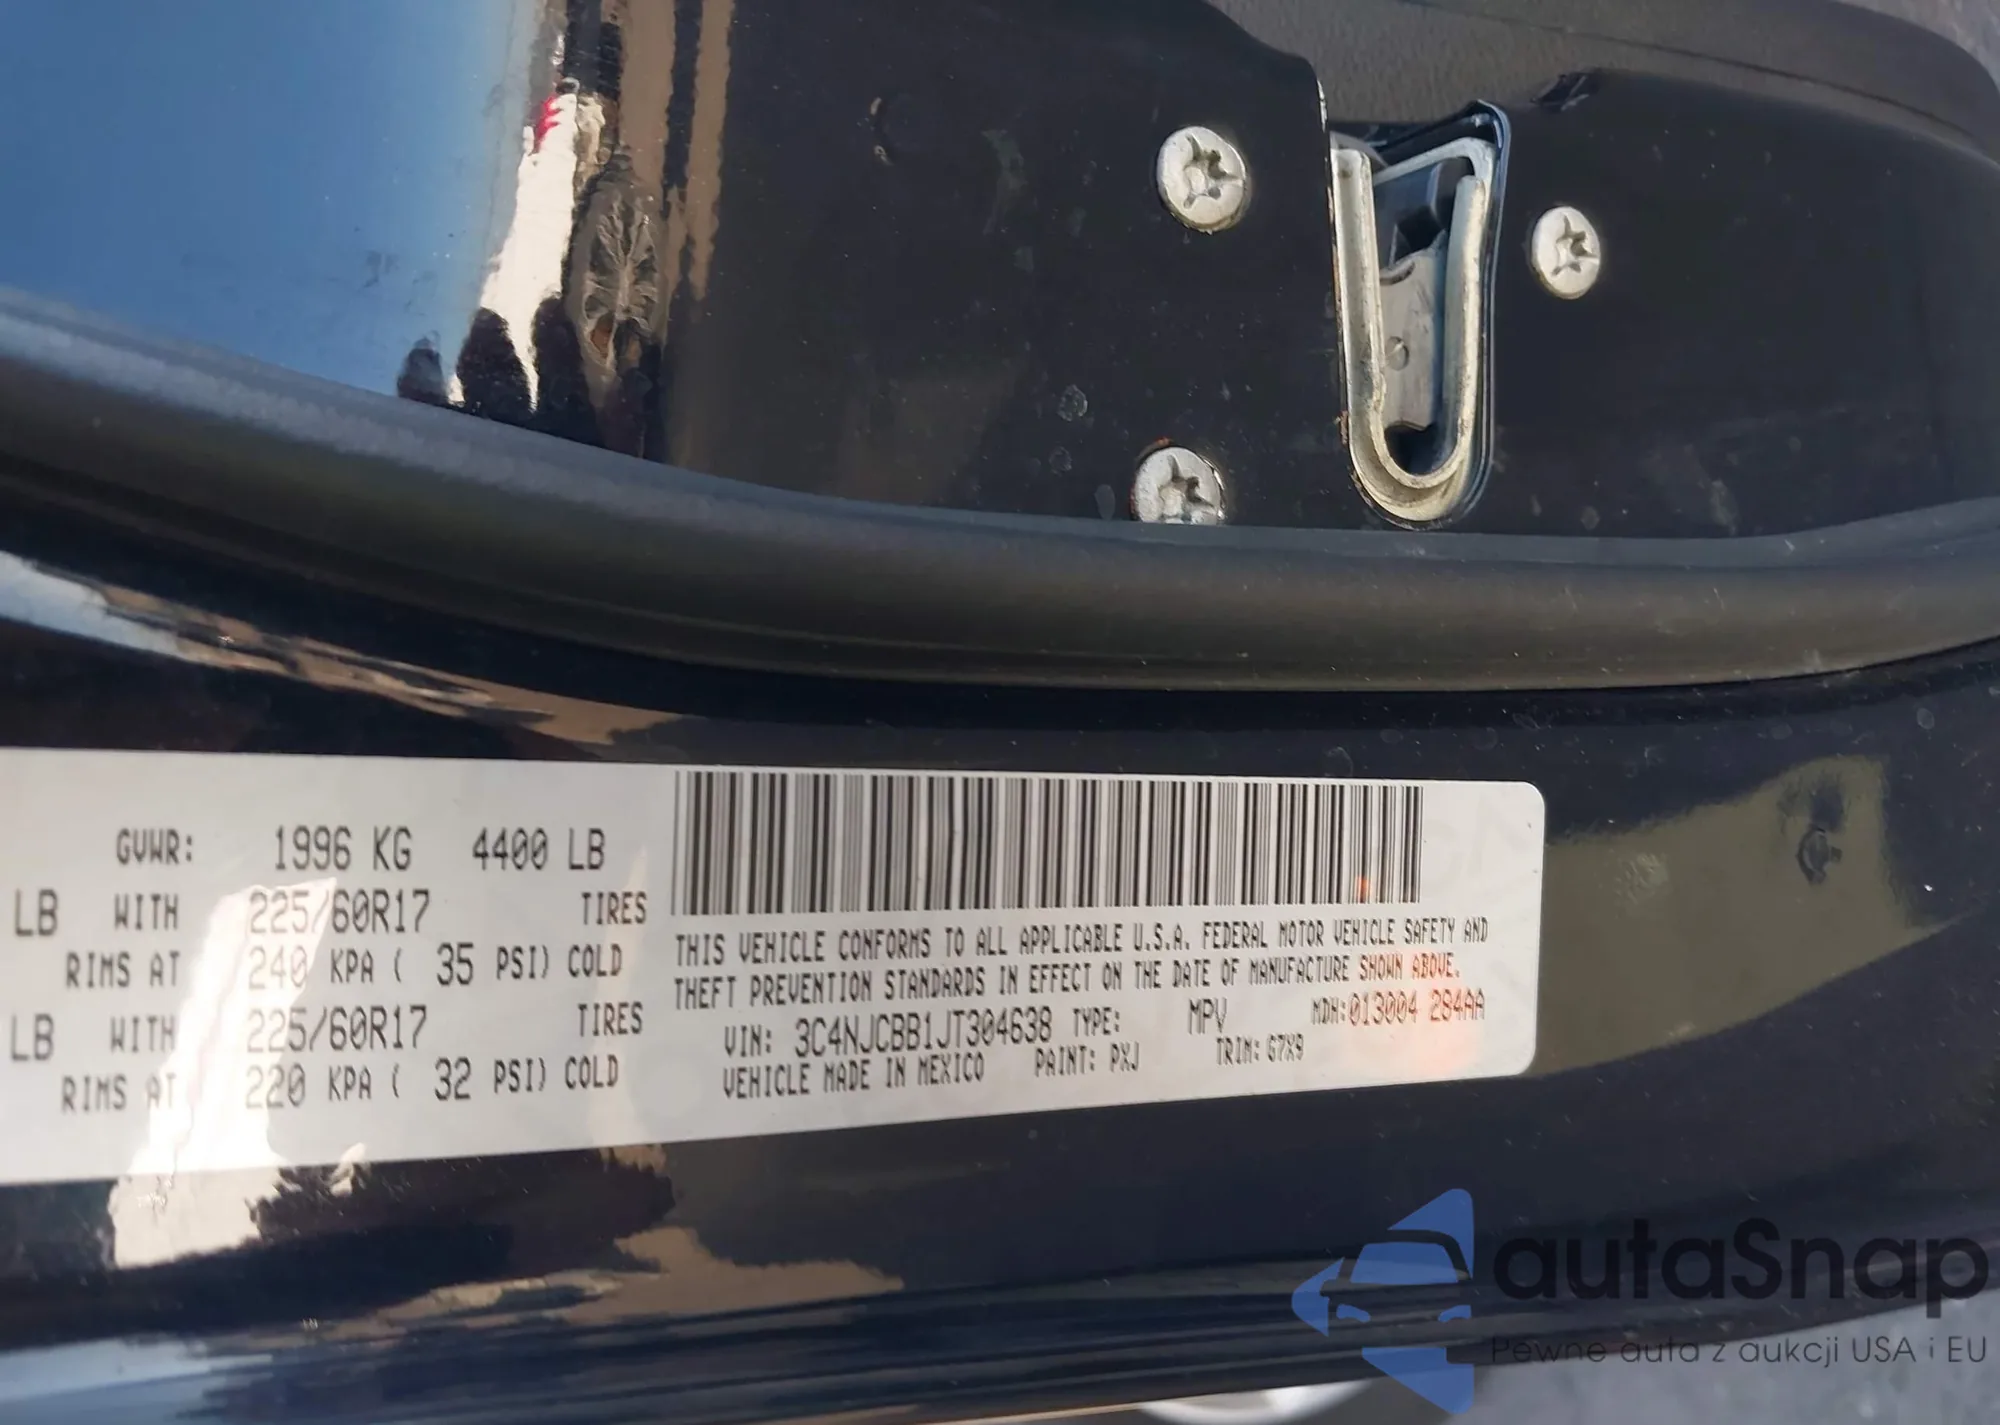 GVWR: 1996 KG 4400 LB
LB WITH 225/60R17 TIRES
RIMS AT 240 KPA ( 35 PSI) COLD
LB WITH 225/60R17 TIRES
RIMS AT 220 KPA ( 32 PSI) COLD
THIS VEHICLE CONFORMS TO ALL APPLICABLE U.S.A. FEDERAL MOTOR VEHICLE SAFETY AND
THEFT PREVENTION STANDARDS IN EFFECT ON THE DATE OF MANUFACTURE SHOWN ABOVE.
VIN: 3C4NJCBB1JT304638 TYPE: MPV MDH:013004 284AA
VEHICLE MADE IN MEXICO PAINT: PXJ TRIM: G7X9
autaSnap
Pewne auta z aukcji USA i EU